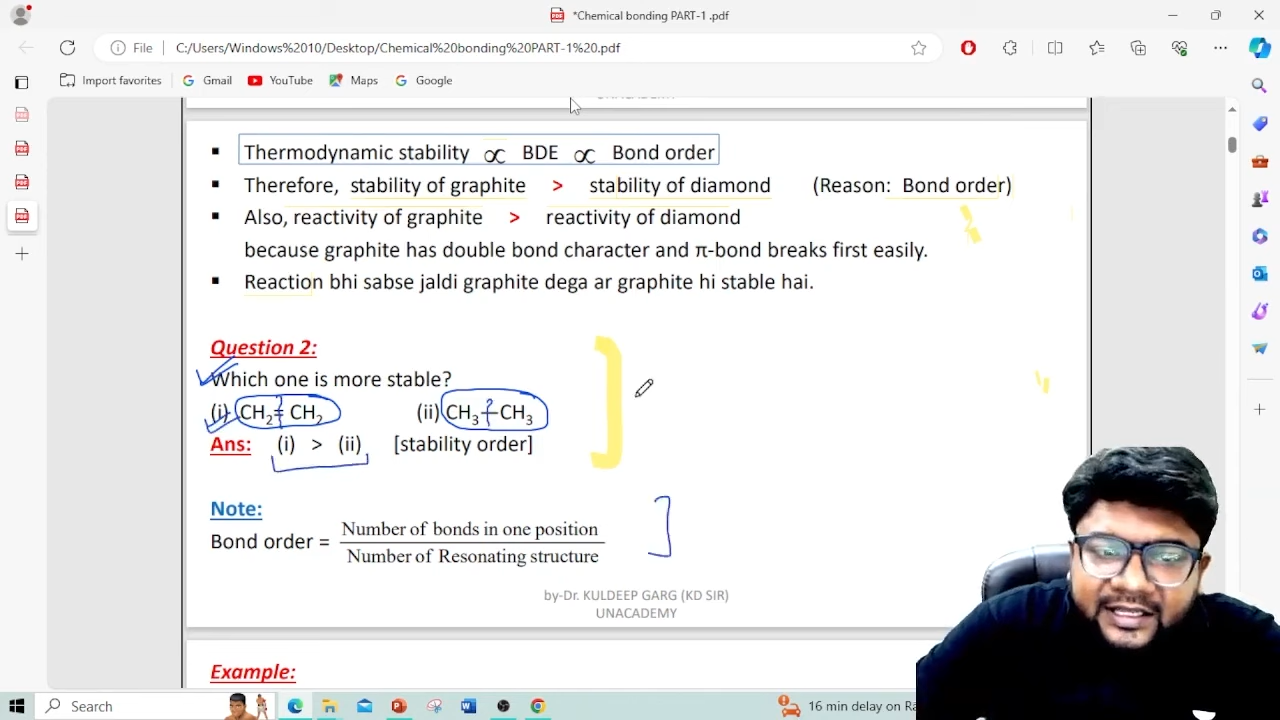 *Chemical bonding PART-1 .pdf
File
C:/Users/Windows%2010/Desktop/Chemical%20bonding%20PART-1%20.pdf
Import favorites
Gmail
YouTube
Maps
Google
▪ Thermodynamic stability ∝ BDE ∝ Bond order
▪ Therefore, stability of graphite > stability of diamond (Reason: Bond order)
▪ Also, reactivity of graphite > reactivity of diamond
because graphite has double bond character and π-bond breaks first easily.
▪ Reaction bhi sabse jaldi graphite dega ar graphite hi stable hai.
Question 2:
Which one is more stable?
(i) CH2=CH2 (ii) CH3–CH3
Ans: (i) > (ii) [stability order]
Note:
Bond order = Number of bonds in one position
Number of Resonating structure
by-Dr. KULDEEP GARG (KD SIR)
UNACADEMY
Example:
Search
16 min delay on